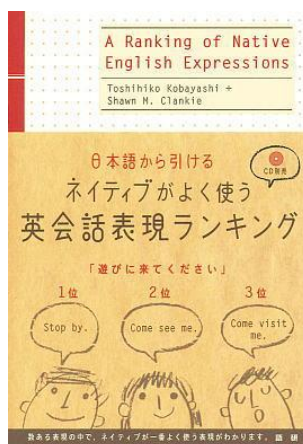 A Ranking of Native
English Expressions
Toshihiko Kobayashi +
Shawn M. Clankie
日本語から引ける
CD別売
ネイティブがよく使う
英会話表現ランキング
「遊びに来てください」
1位 2位 3位
Stop by. Come see me. Come visit
me.
数ある表現の中で、ネイティブが一番よく使う表現がわかります。 語研